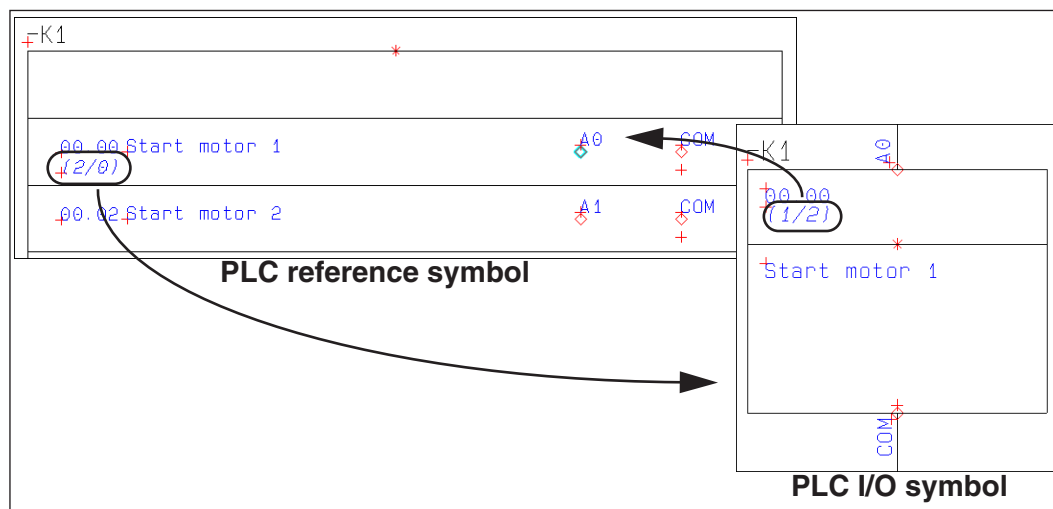 -K1
00.00 Start motor 1 A0 COM
(2/0)
00.02 Start motor 2 A1 COM
PLC reference symbol
A0
-K1
00.00
(1/2)
Start motor 1
COM
PLC I/O symbol